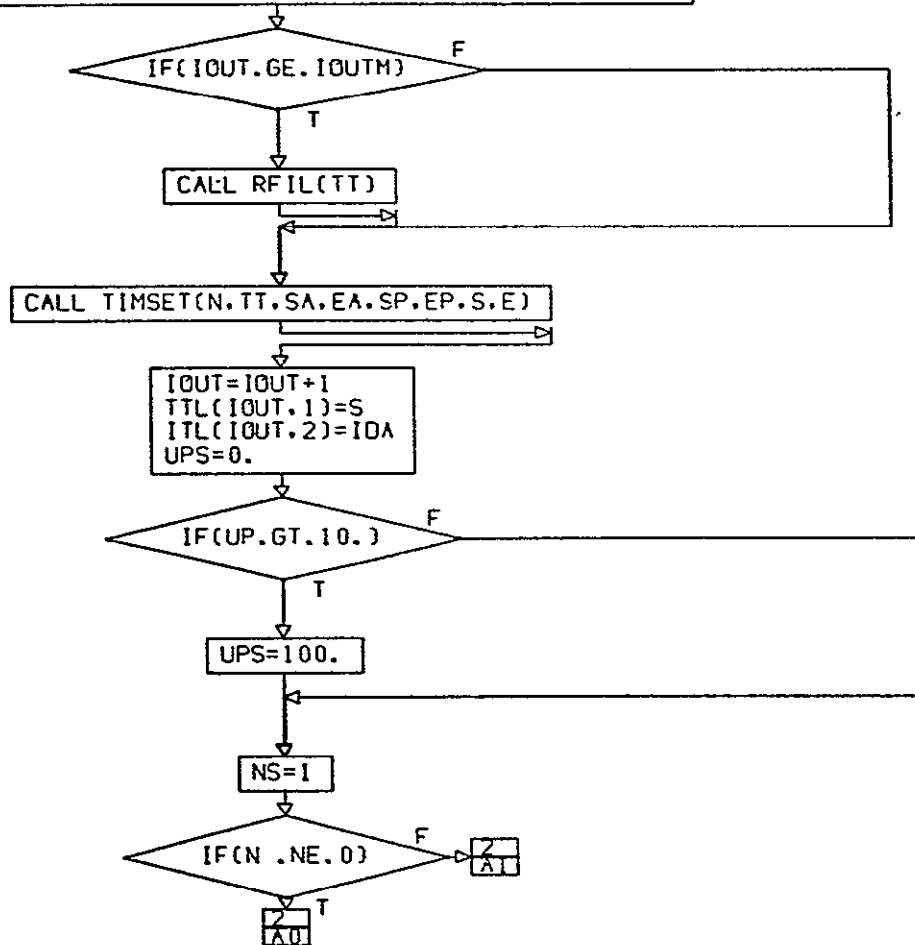 F
IF(IOUT.GE.IOUTM)
T
CALL RFIL(TT)
CALL TIMSET(N.TT.SA.EA.SP.EP.S.E)
IOUT=IOUT+1
TTL(IOUT.1)=S
ITL(IOUT.2)=IDA
UPS=0.
F
IF(UP.GT.10.)
T
UPS=100.
NS=1
F
IF(N .NE.0)
2
A1
T
2
A0